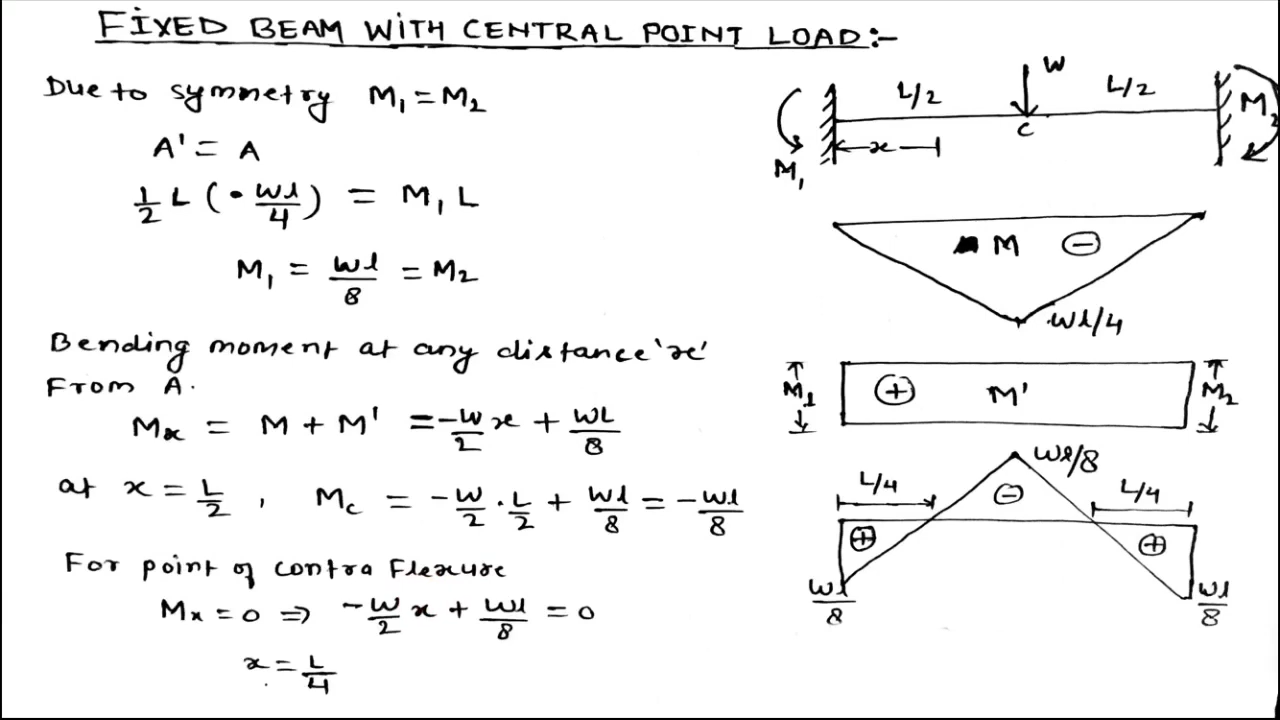 FIXED BEAM WITH CENTRAL POINT LOAD:-
Due to symmetry M₁ = M₂
A' = A
1/2 L (· Wl/4) = M₁ L
M₁ = Wl/8 = M₂
Bending moment at any distance 'x'
From A.
Mx = M + M' = -W/2 x + WL/8
at x = L/2 , Mc = -W/2 · L/2 + Wl/8 = -Wl/8
For point of contra Flexure
Mx = 0 ⇒ -W/2 x + Wl/8 = 0
x = L/4
W
L/2
L/2
M₂
C
x
M₁
M ⊖
Wl/4
M₁
⊕
M'
M₂
Wl/8
L/4
L/4
⊖
⊕
⊕
Wl/8
Wl/8